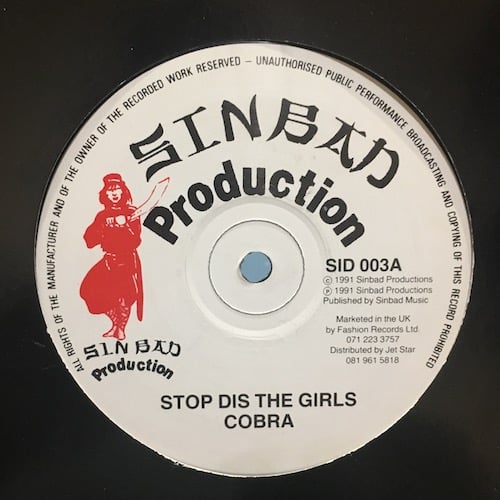 ALL RIGHTS OF THE MANUFACTURER AND OF THE OWNER OF THE RECORDED WORK RESERVED – UNAUTHORISED PUBLIC PERFORMANCE BROADCASTING AND COPYING OF THIS RECORD PROHIBITED
SINBAD
Production
SID 003A
© 1991 Sinbad Productions
℗ 1991 Sinbad Productions
Published by Sinbad Music
Marketed in the UK
by Fashion Records Ltd.
071 223 3757
Distributed by Jet Star
081 961 5818
SINBAD
Production
STOP DIS THE GIRLS
COBRA